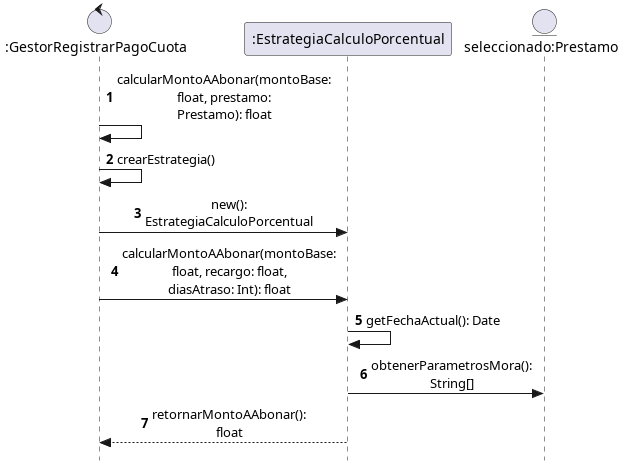 :GestorRegistrarPagoCuota
:EstrategiaCalculoPorcentual
seleccionado:Prestamo
calcularMontoAAbonar(montoBase:
1 float, prestamo:
Prestamo): float
2 crearEstrategia()
new():
3 EstrategiaCalculoPorcentual
calcularMontoAAbonar(montoBase:
4 float, recargo: float,
diasAtraso: Int): float
5 getFechaActual(): Date
obtenerParametrosMora():
6 String[]
retornarMontoAAbonar():
7 float